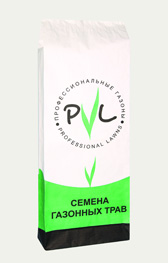 ПРОФЕССИОНАЛЬНЫЕ ГАЗОНЫ
PVL
PROFESSIONAL LAWNS
СЕМЕНА
ГАЗОННЫХ ТРАВ